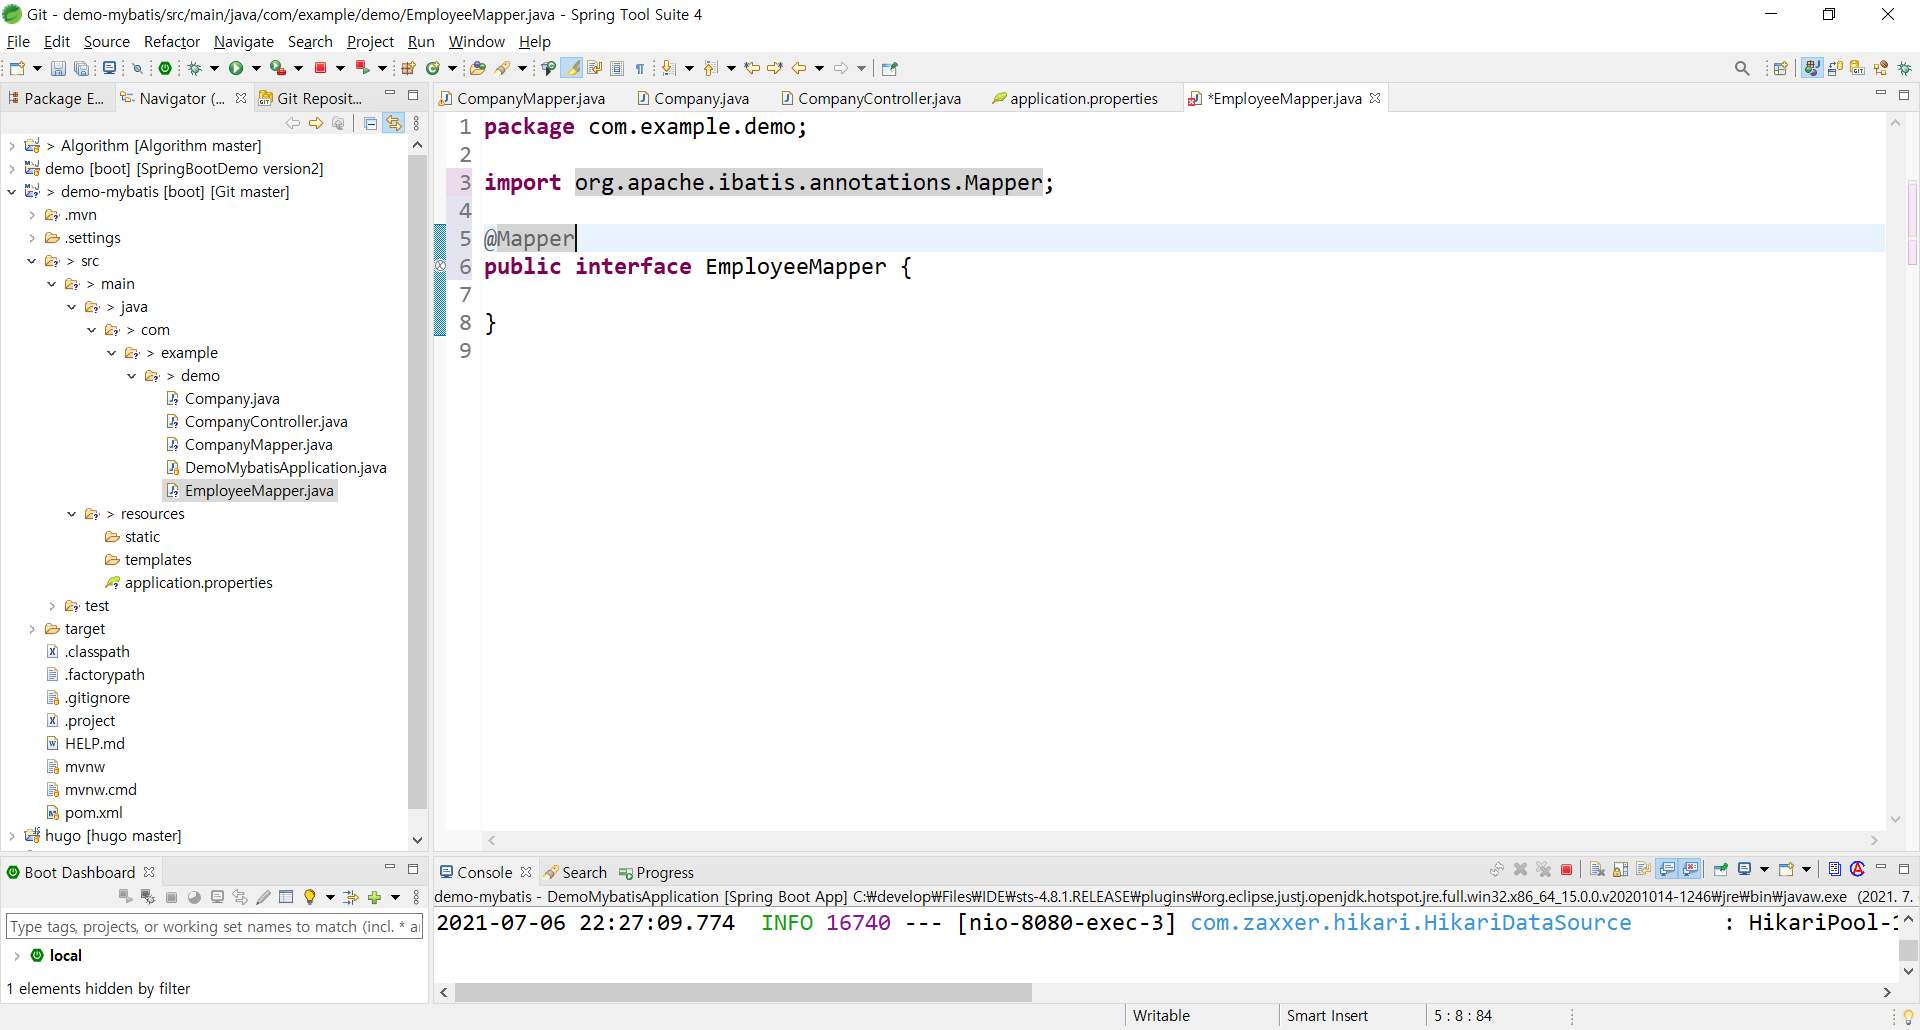 Git - demo-mybatis/src/main/java/com/example/demo/EmployeeMapper.java - Spring Tool Suite 4
File Edit Source Refactor Navigate Search Project Run Window Help
Package E... Navigator (... Git Reposit...
> Algorithm [Algorithm master]
demo [boot] [SpringBootDemo version2]
> demo-mybatis [boot] [Git master]
.mvn
.settings
> src
> main
> java
> com
> example
> demo
Company.java
CompanyController.java
CompanyMapper.java
DemoMybatisApplication.java
EmployeeMapper.java
> resources
static
templates
application.properties
test
target
.classpath
.factorypath
.gitignore
.project
HELP.md
mvnw
mvnw.cmd
pom.xml
hugo [hugo master]
CompanyMapper.java Company.java CompanyController.java application.properties *EmployeeMapper.java
1 package com.example.demo;
2
3 import org.apache.ibatis.annotations.Mapper;
4
5 @Mapper
6 public interface EmployeeMapper {
7
8 }
9
Boot Dashboard
Type tags, projects, or working set names to match (incl. * a
local
1 elements hidden by filter
Console Search Progress
demo-mybatis - DemoMybatisApplication [Spring Boot App] C:₩develop₩Files₩IDE₩sts-4.8.1.RELEASE₩plugins₩org.eclipse.justj.openjdk.hotspot.jre.full.win32.x86_64_15.0.0.v20201014-1246₩jre₩bin₩javaw.exe (2021. 7.
2021-07-06 22:27:09.774 INFO 16740 --- [nio-8080-exec-3] com.zaxxer.hikari.HikariDataSource : HikariPool-1
Writable Smart Insert 5 : 8 : 84